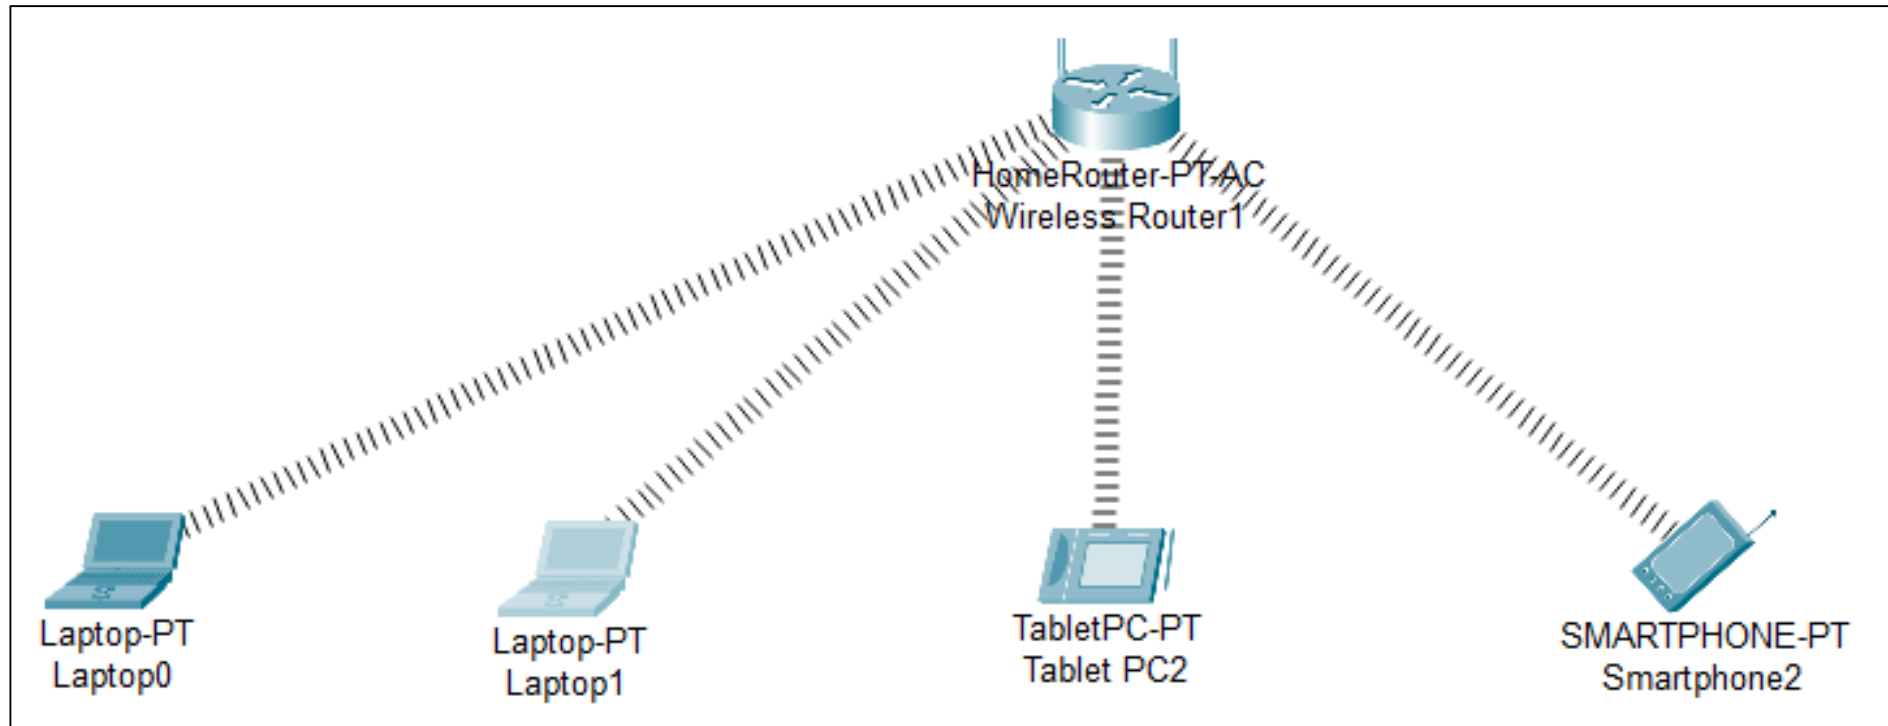 HomeRouter-PT-AC
Wireless Router1
Laptop-PT
Laptop0
Laptop-PT
Laptop1
TabletPC-PT
Tablet PC2
SMARTPHONE-PT
Smartphone2